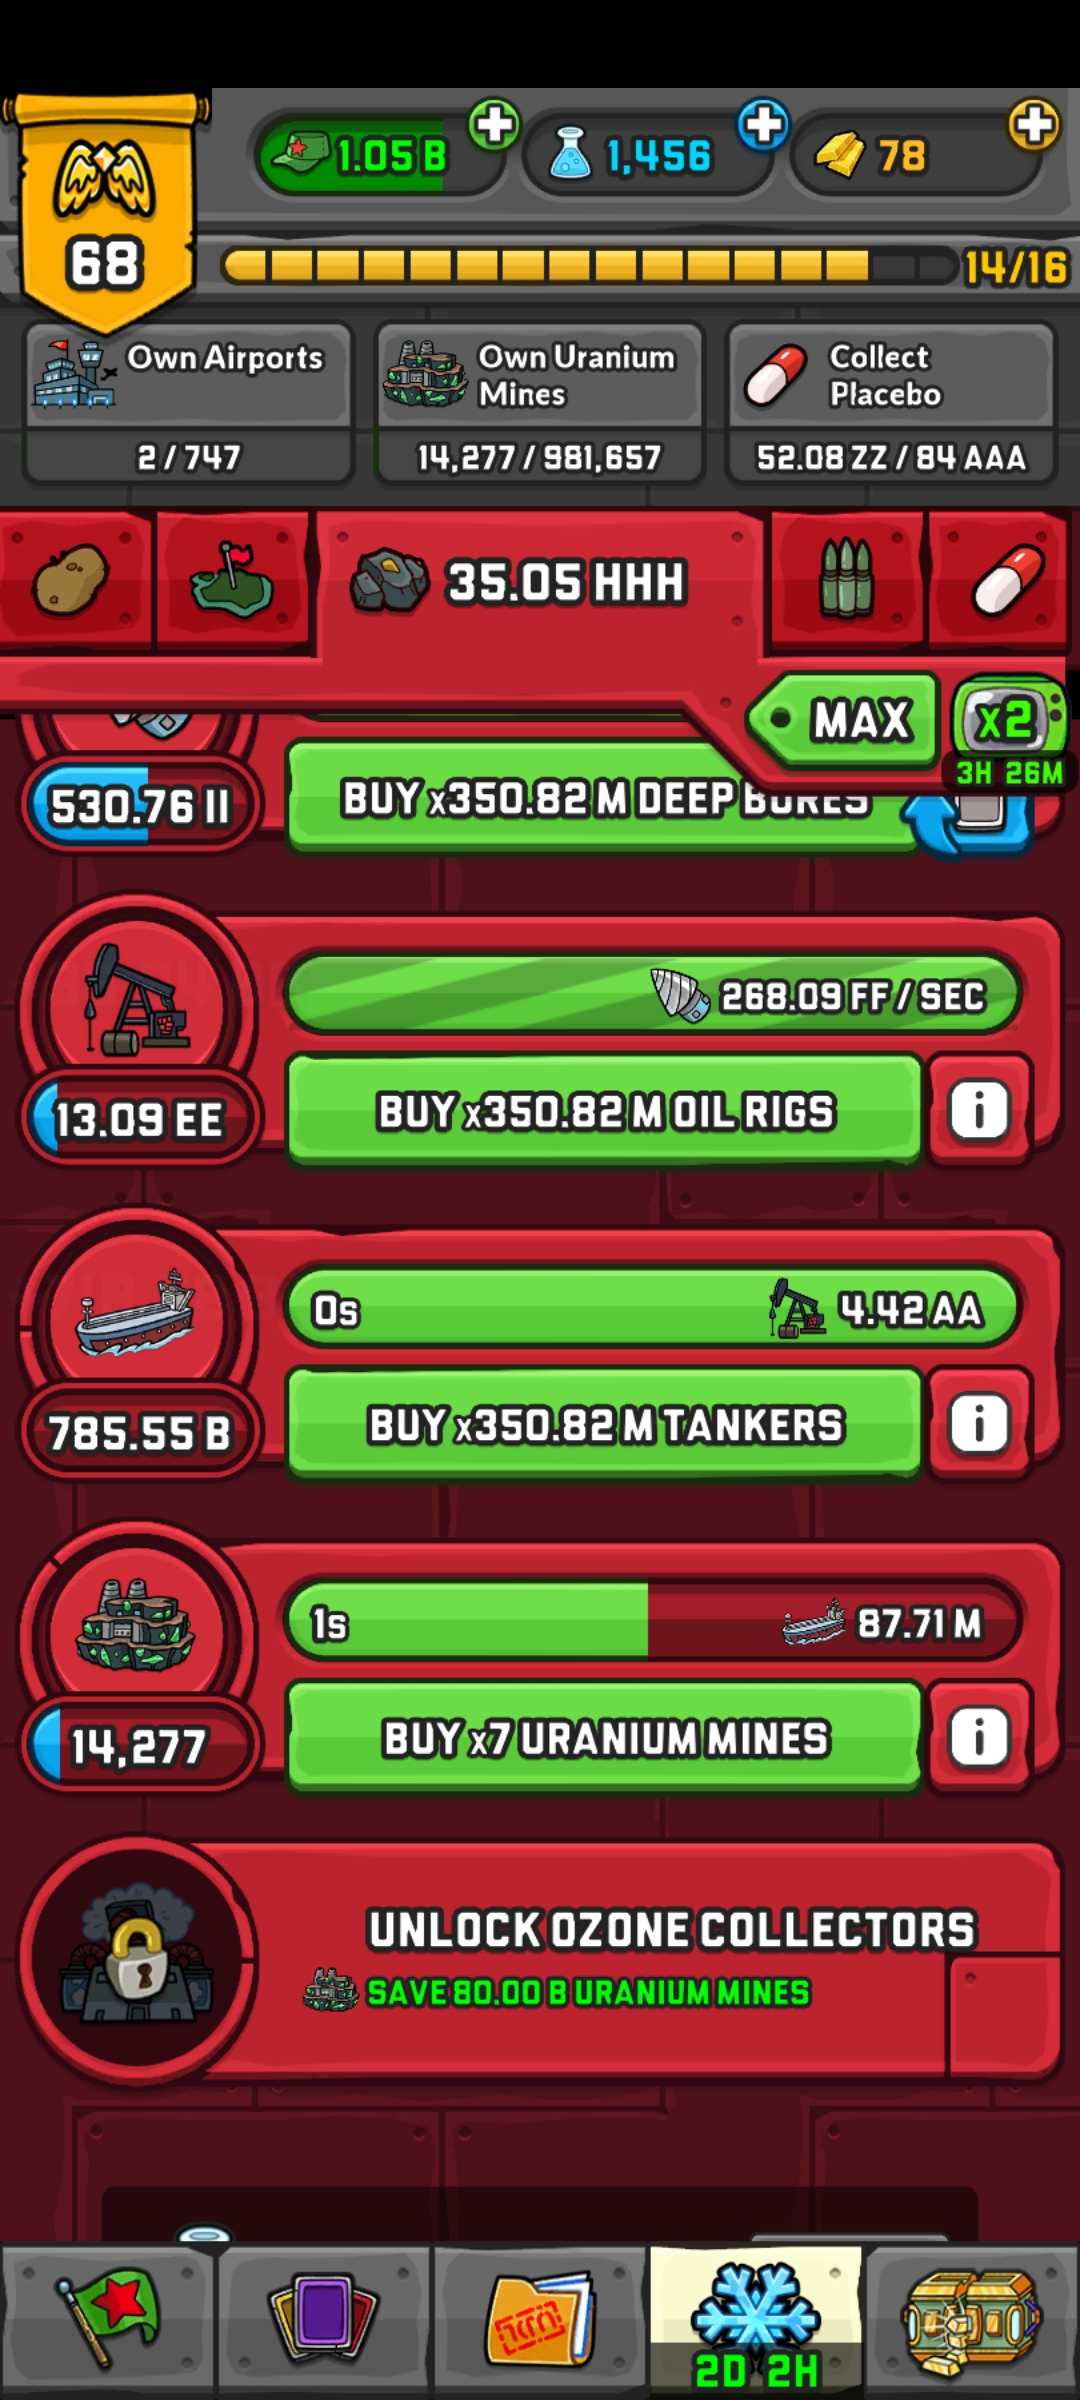 1.05 B
1,456
78
68
14/16
Own Airports
2 / 747
Own Uranium
Mines
14,277 / 981,657
Collect
Placebo
52.08 ZZ / 84 AAA
35.05 HHH
MAX
x2
3H 26M
530.76 II
BUY x350.82 M DEEP BORES
268.09 FF / SEC
13.09 EE
BUY x350.82 M OIL RIGS
i
0s
4.42 AA
785.55 B
BUY x350.82 M TANKERS
i
1s
87.71 M
14,277
BUY x7 URANIUM MINES
i
UNLOCK OZONE COLLECTORS
SAVE 80.00 B URANIUM MINES
2D 2H